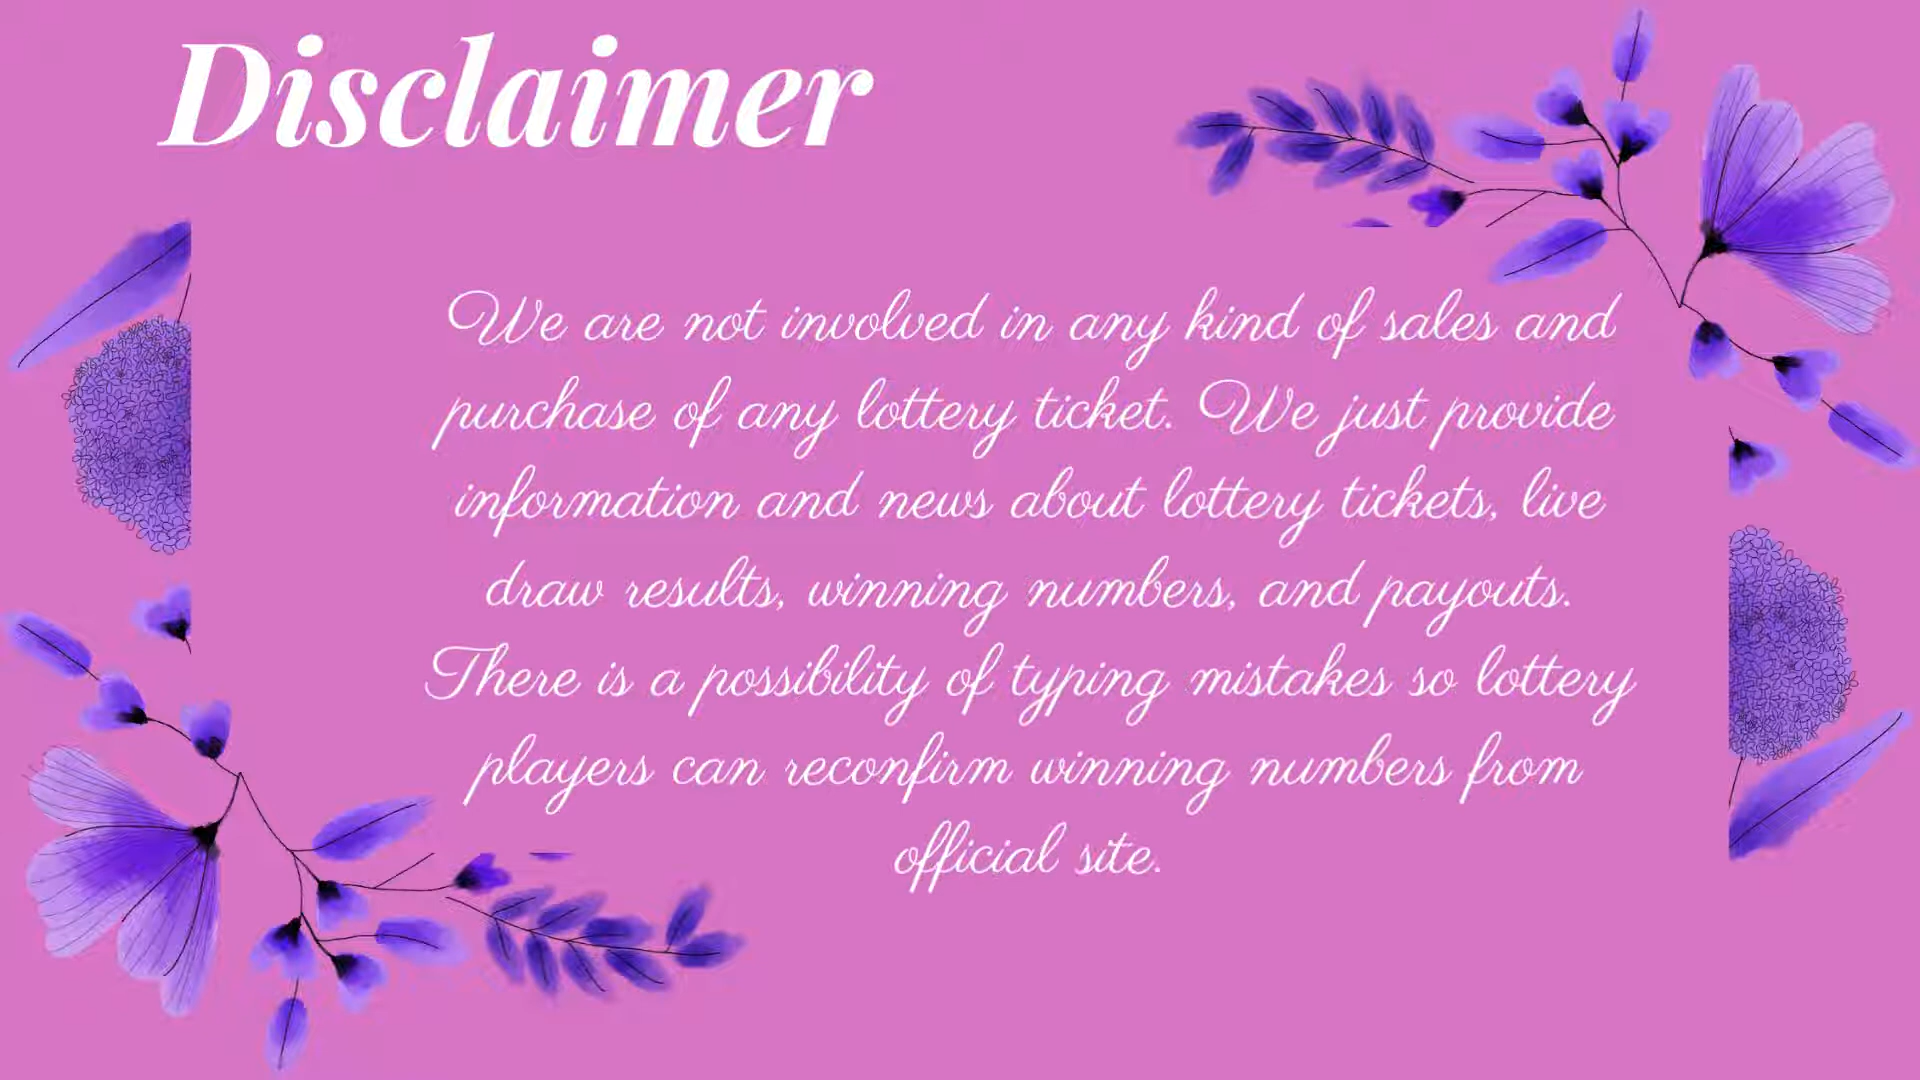 Disclaimer
We are not involved in any kind of sales and
purchase of any lottery ticket. We just provide
information and news about lottery tickets, live
draw results, winning numbers, and payouts.
There is a possibility of typing mistakes so lottery
players can reconfirm winning numbers from
official site.